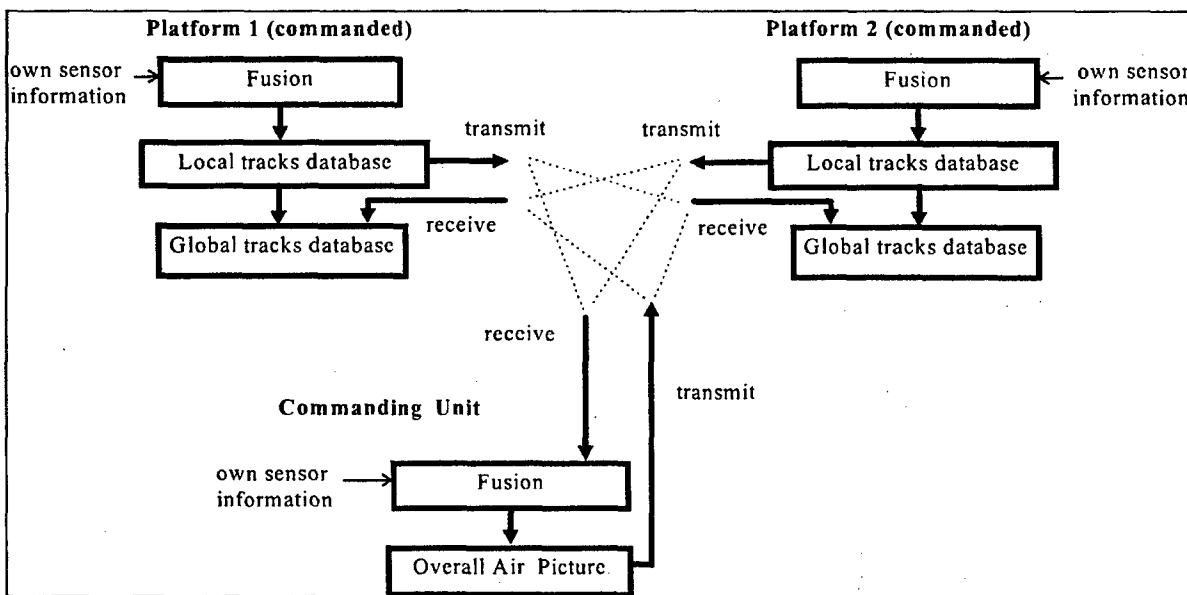 Platform 1 (commanded)
Platform 2 (commanded)
own sensor
information
Fusion
Fusion
own sensor
information
transmit
transmit
Local tracks database
Local tracks database
receive
receive
Global tracks database
Global tracks database
receive
transmit
Commanding Unit
own sensor
information
Fusion
Overall Air Picture